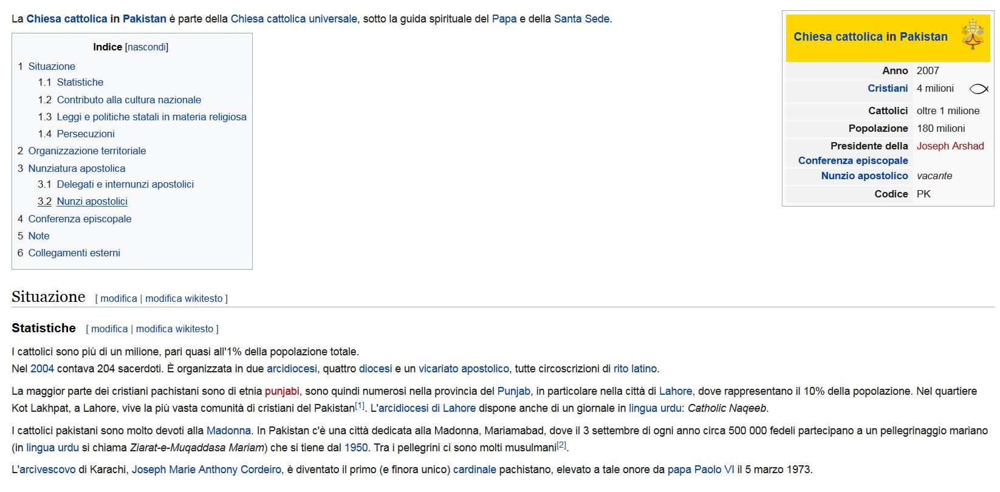 La Chiesa cattolica in Pakistan è parte della Chiesa cattolica universale, sotto la guida spirituale del Papa e della Santa Sede.
Indice [nascondi]
1 Situazione
1.1 Statistiche
1.2 Contributo alla cultura nazionale
1.3 Leggi e politiche statali in materia religiosa
1.4 Persecuzioni
2 Organizzazione territoriale
3 Nunziatura apostolica
3.1 Delegati e internunzi apostolici
3.2 Nunzi apostolici
4 Conferenza episcopale
5 Note
6 Collegamenti esterni
Chiesa cattolica in Pakistan
Anno 2007
Cristiani 4 milioni
Cattolici oltre 1 milione
Popolazione 180 milioni
Presidente della Joseph Arshad
Conferenza episcopale
Nunzio apostolico vacante
Codice PK
Situazione [ modifica | modifica wikitesto ]
Statistiche [ modifica | modifica wikitesto ]
I cattolici sono più di un milione, pari quasi all'1% della popolazione totale.
Nel 2004 contava 204 sacerdoti. È organizzata in due arcidiocesi, quattro diocesi e un vicariato apostolico, tutte circoscrizioni di rito latino.
La maggior parte dei cristiani pachistani sono di etnia punjabi, sono quindi numerosi nella provincia del Punjab, in particolare nella città di Lahore, dove rappresentano il 10% della popolazione. Nel quartiere
Kot Lakhpat, a Lahore, vive la più vasta comunità di cristiani del Pakistan[1]. L'arcidiocesi di Lahore dispone anche di un giornale in lingua urdu: Catholic Naqeeb.
I cattolici pakistani sono molto devoti alla Madonna. In Pakistan c'è una città dedicata alla Madonna, Mariamabad, dove il 3 settembre di ogni anno circa 500 000 fedeli partecipano a un pellegrinaggio mariano
(in lingua urdu si chiama Ziarat-e-Muqaddasa Mariam) che si tiene dal 1950. Tra i pellegrini ci sono molti musulmani[2].
L'arcivescovo di Karachi, Joseph Marie Anthony Cordeiro, è diventato il primo (e finora unico) cardinale pachistano, elevato a tale onore da papa Paolo VI il 5 marzo 1973.